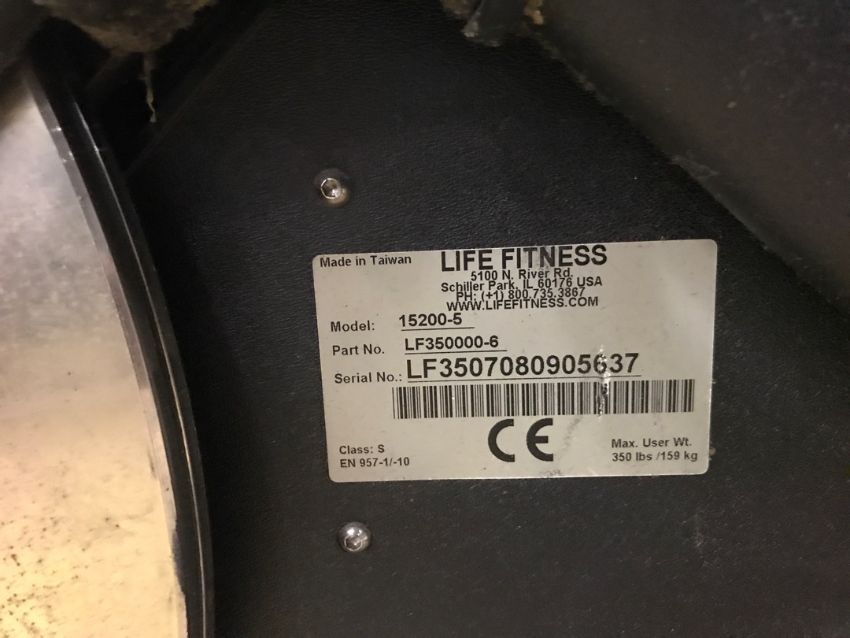 Made in Taiwan
LIFE FITNESS
5100 N. River Rd.
Schiller Park, IL 60176 USA
PH: (+1) 800.735.3867
WWW.LIFEFITNESS.COM
Model: 15200-5
Part No. LF350000-6
Serial No.: LF3507080905637
CE
Class: S
EN 957-1/-10
Max. User Wt.
350 lbs /159 kg